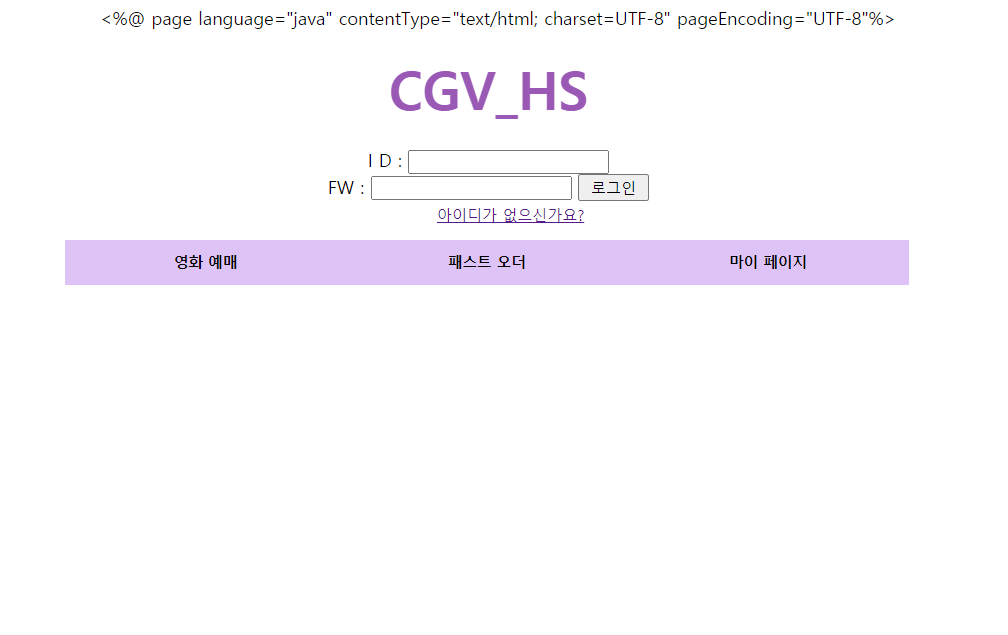 <%@ page language="java" contentType="text/html; charset=UTF-8" pageEncoding="UTF-8"%>
CGV_HS
I D :
FW : 로그인
아이디가 없으신가요?
영화 예매 패스트 오더 마이 페이지